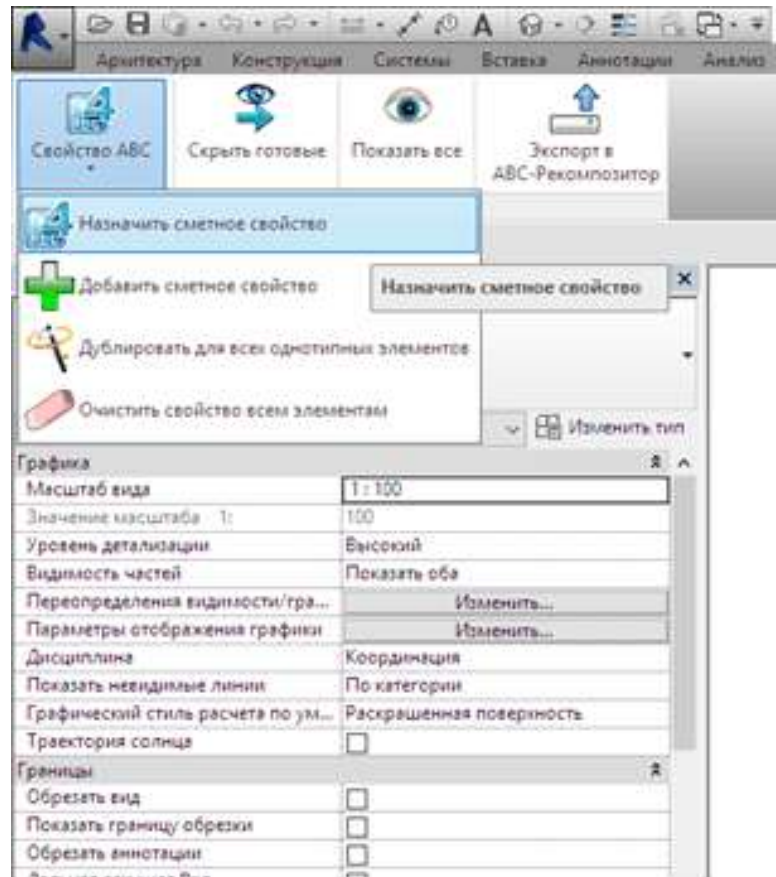 Архитектура Конструкция Системы Вставка Аннотации Анализ
Свойство АВС Скрыть готовые Показать все Экспорт в
АВС-Рекомпозитор
Назначить сметное свойство
Добавить сметное свойство Назначить сметное свойство
Дублировать для всех однотипных элементов
Очистить свойство всем элементам
Изменить тип
Графика
Масштаб вида 1 : 100
Значение масштаба 1: 100
Уровень детализации Высокий
Видимость частей Показать оба
Переопределения видимости/гра... Изменить...
Параметры отображения графики Изменить...
Дисциплина Координация
Показать невидимые линии По категории
Графический стиль расчета по ум... Раскрашенная поверхность
Траектория солнца
Границы
Обрезать вид
Показать границу обрезки
Обрезать аннотации